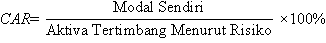 Modal Sendiri
CAR= ×100%
Aktiva Tertimbang Menurut Risiko